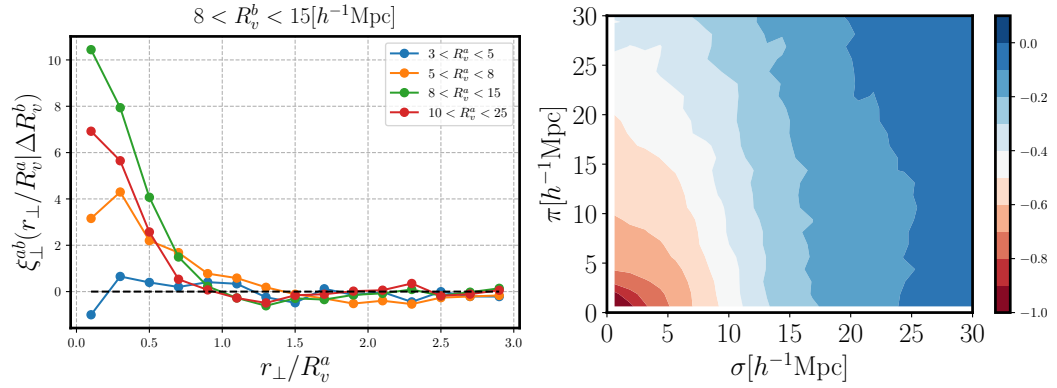 8 < R_v^b < 15[h^{-1}Mpc]
ξ_⊥^{ab}(r_⊥/R_v^a|ΔR_v^b)
10
8
6
4
2
0
3 < R_v^a < 5
5 < R_v^a < 8
8 < R_v^a < 15
10 < R_v^a < 25
0.0 0.5 1.0 1.5 2.0 2.5 3.0
r_⊥/R_v^a
π[h^{-1}Mpc]
30
25
20
15
10
5
0
0 5 10 15 20 25 30
σ[h^{-1}Mpc]
0.0
−0.2
−0.4
−0.6
−0.8
−1.0